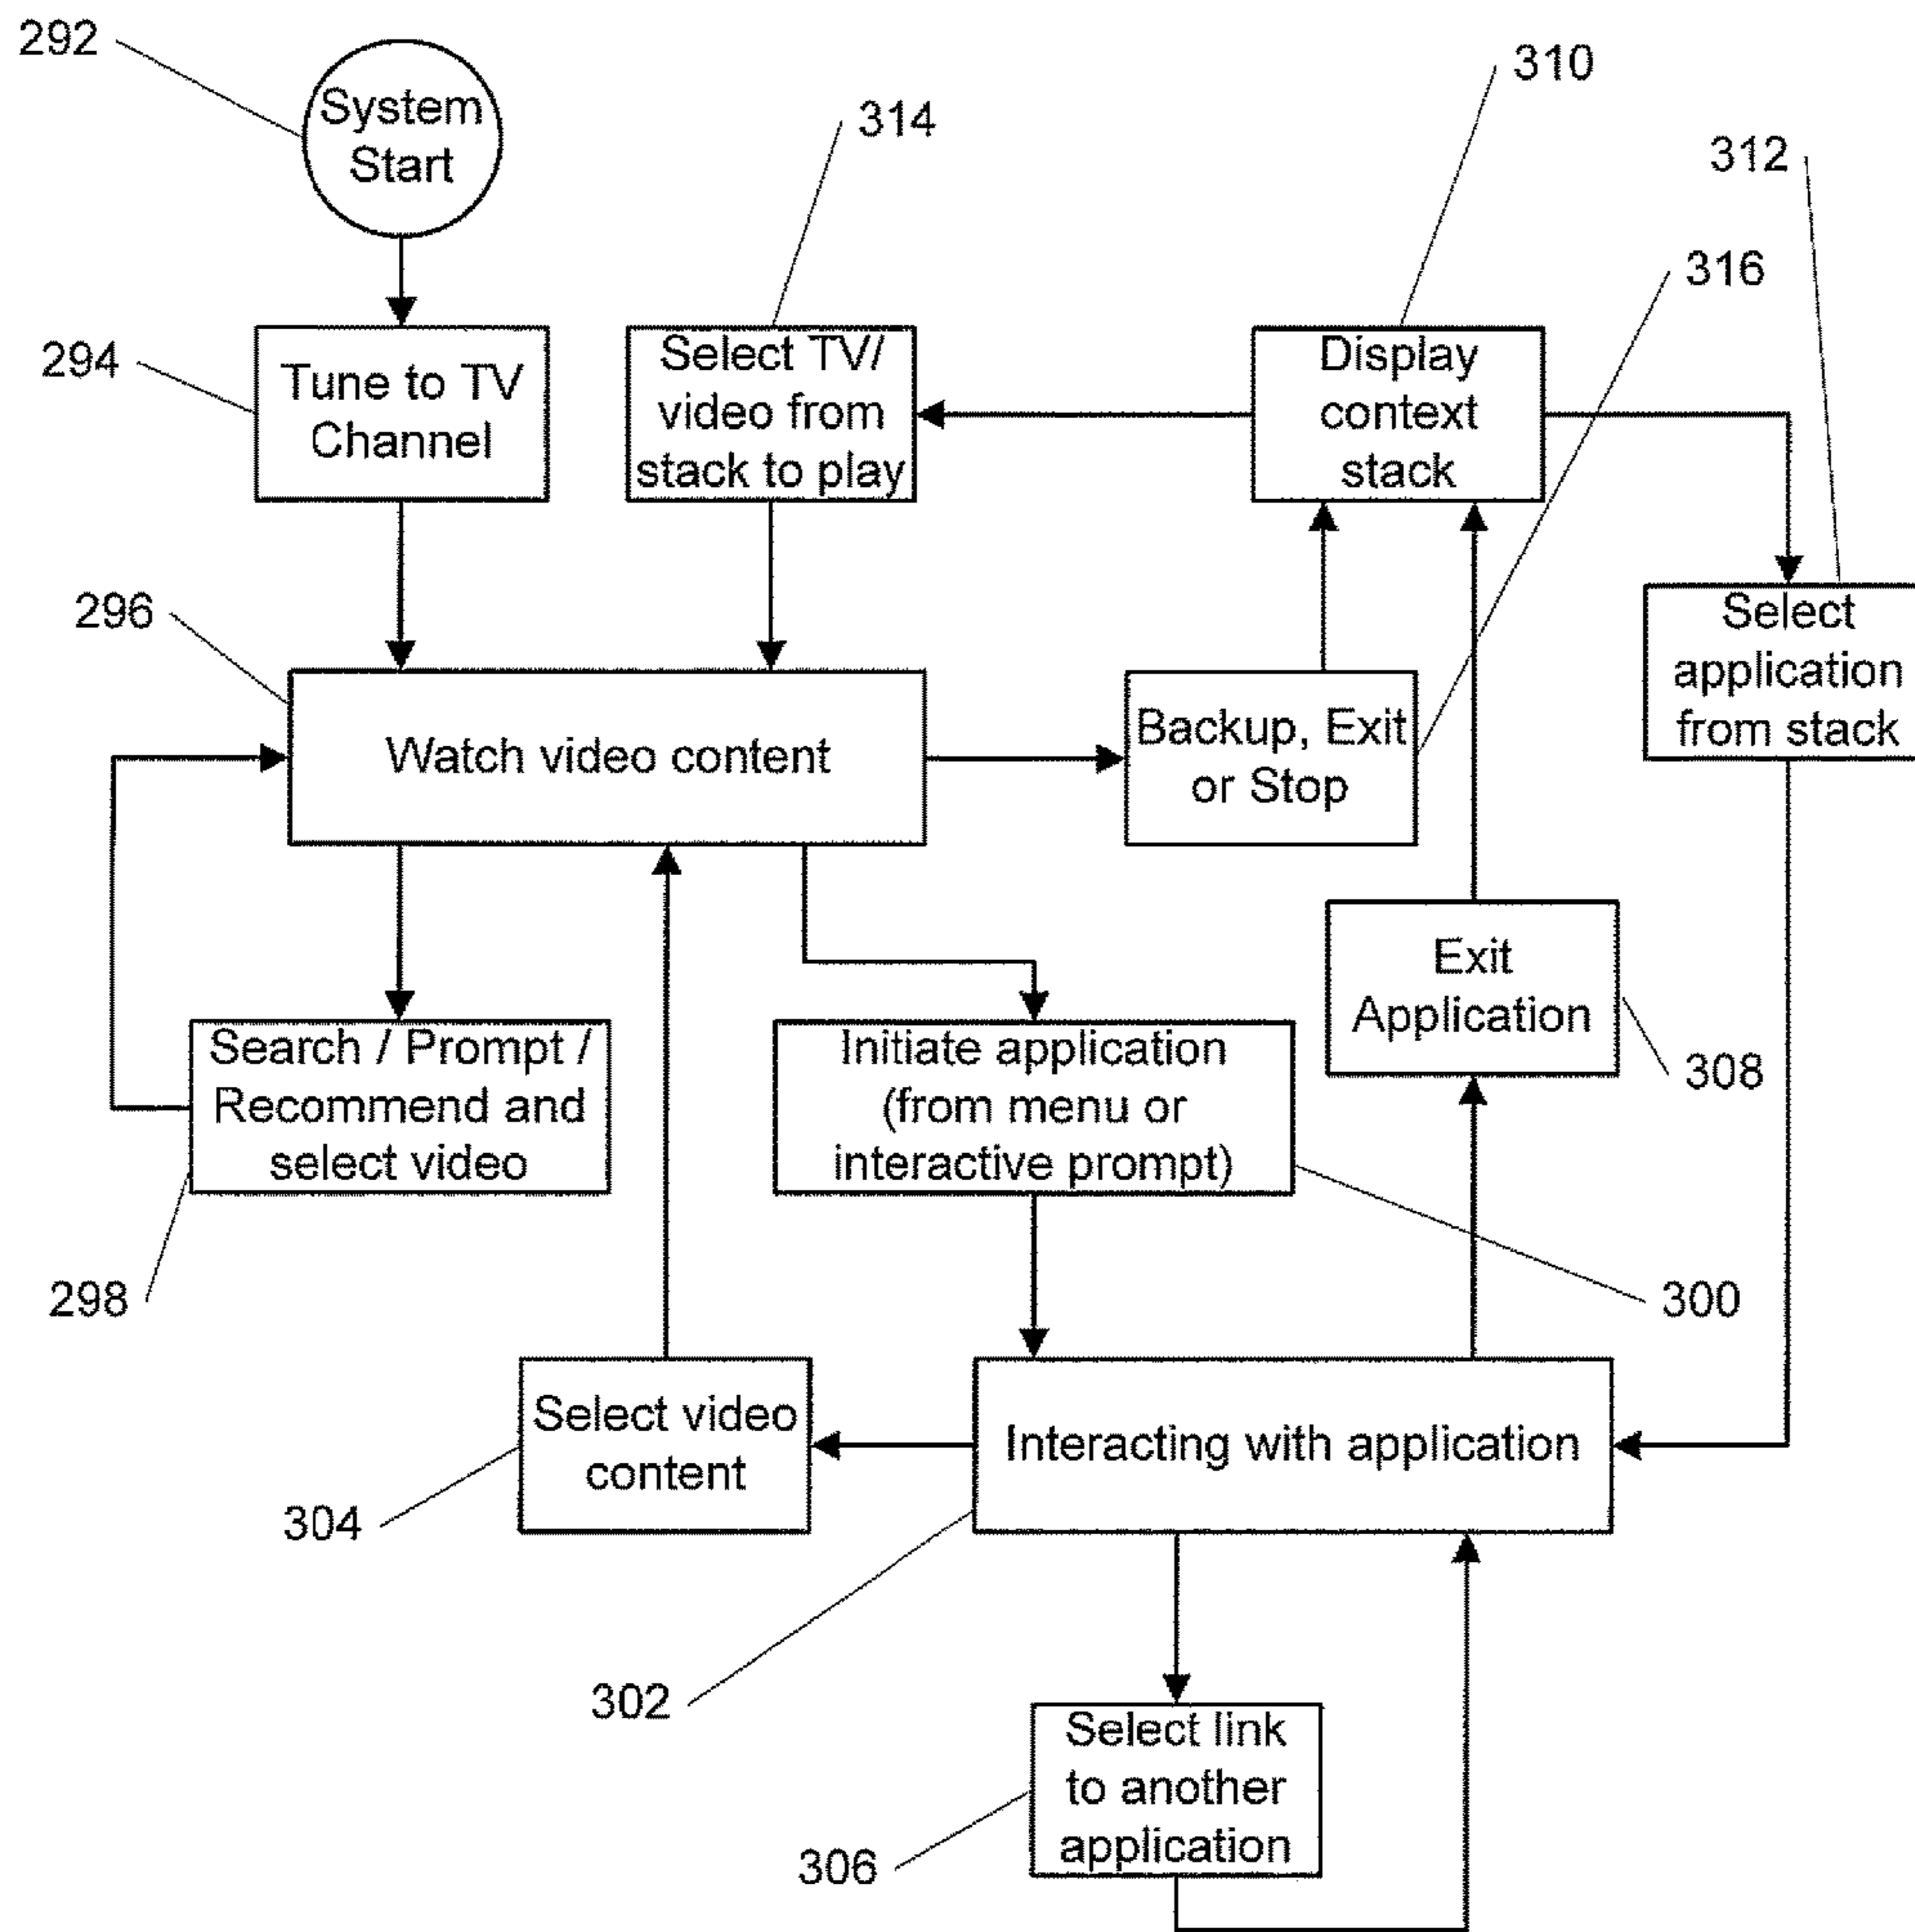 292
System
Start
314
310
312
316
294
Tune to TV
Channel
Select TV/
video from
stack to play
Display
context
stack
296
Select
application
from stack
Watch video content
Backup, Exit
or Stop
Exit
Application
308
Search / Prompt /
Recommend and
select video
Initiate application
(from menu or
interactive prompt)
298
300
Select video
content
Interacting with application
304
302
Select link
to another
application
306